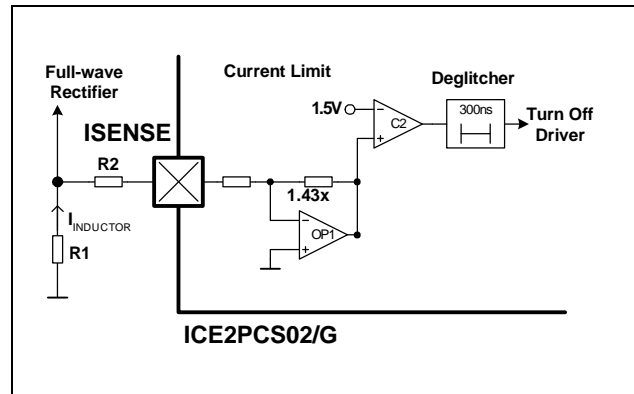 Full-wave
Rectifier
Current Limit
Deglitcher
1.5V
C2
300ns
Turn Off
Driver
ISENSE
R2
1.43x
IINDUCTOR
R1
OP1
ICE2PCS02/G